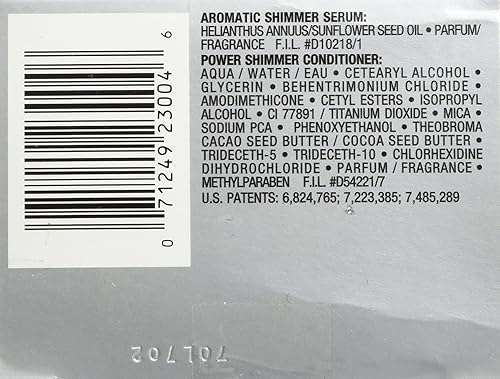 AROMATIC SHIMMER SERUM:
HELIANTHUS ANNUUS/SUNFLOWER SEED OIL • PARFUM/
FRAGRANCE F.I.L. #D10218/1
POWER SHIMMER CONDITIONER:
AQUA / WATER / EAU • CETEARYL ALCOHOL •
GLYCERIN • BEHENTRIMONIUM CHLORIDE •
AMODIMETHICONE • CETYL ESTERS • ISOPROPYL
ALCOHOL • CI 77891 / TITANIUM DIOXIDE • MICA •
SODIUM PCA • PHENOXYETHANOL • THEOBROMA
CACAO SEED BUTTER / COCOA SEED BUTTER •
TRIDECETH-5 • TRIDECETH-10 • CHLORHEXIDINE
DIHYDROCHLORIDE • PARFUM / FRAGRANCE •
METHYLPARABEN F.I.L. #D54221/7
U.S. PATENTS: 6,824,765; 7,223,385; 7,485,289
0 71249 23004 6
70L702